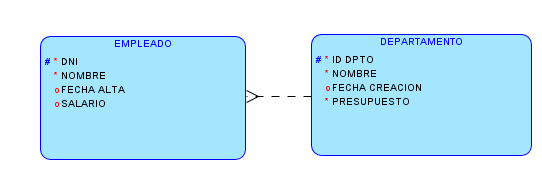 EMPLEADO
# * DNI
* NOMBRE
o FECHA ALTA
o SALARIO
DEPARTAMENTO
# * ID DPTO
* NOMBRE
o FECHA CREACION
* PRESUPUESTO